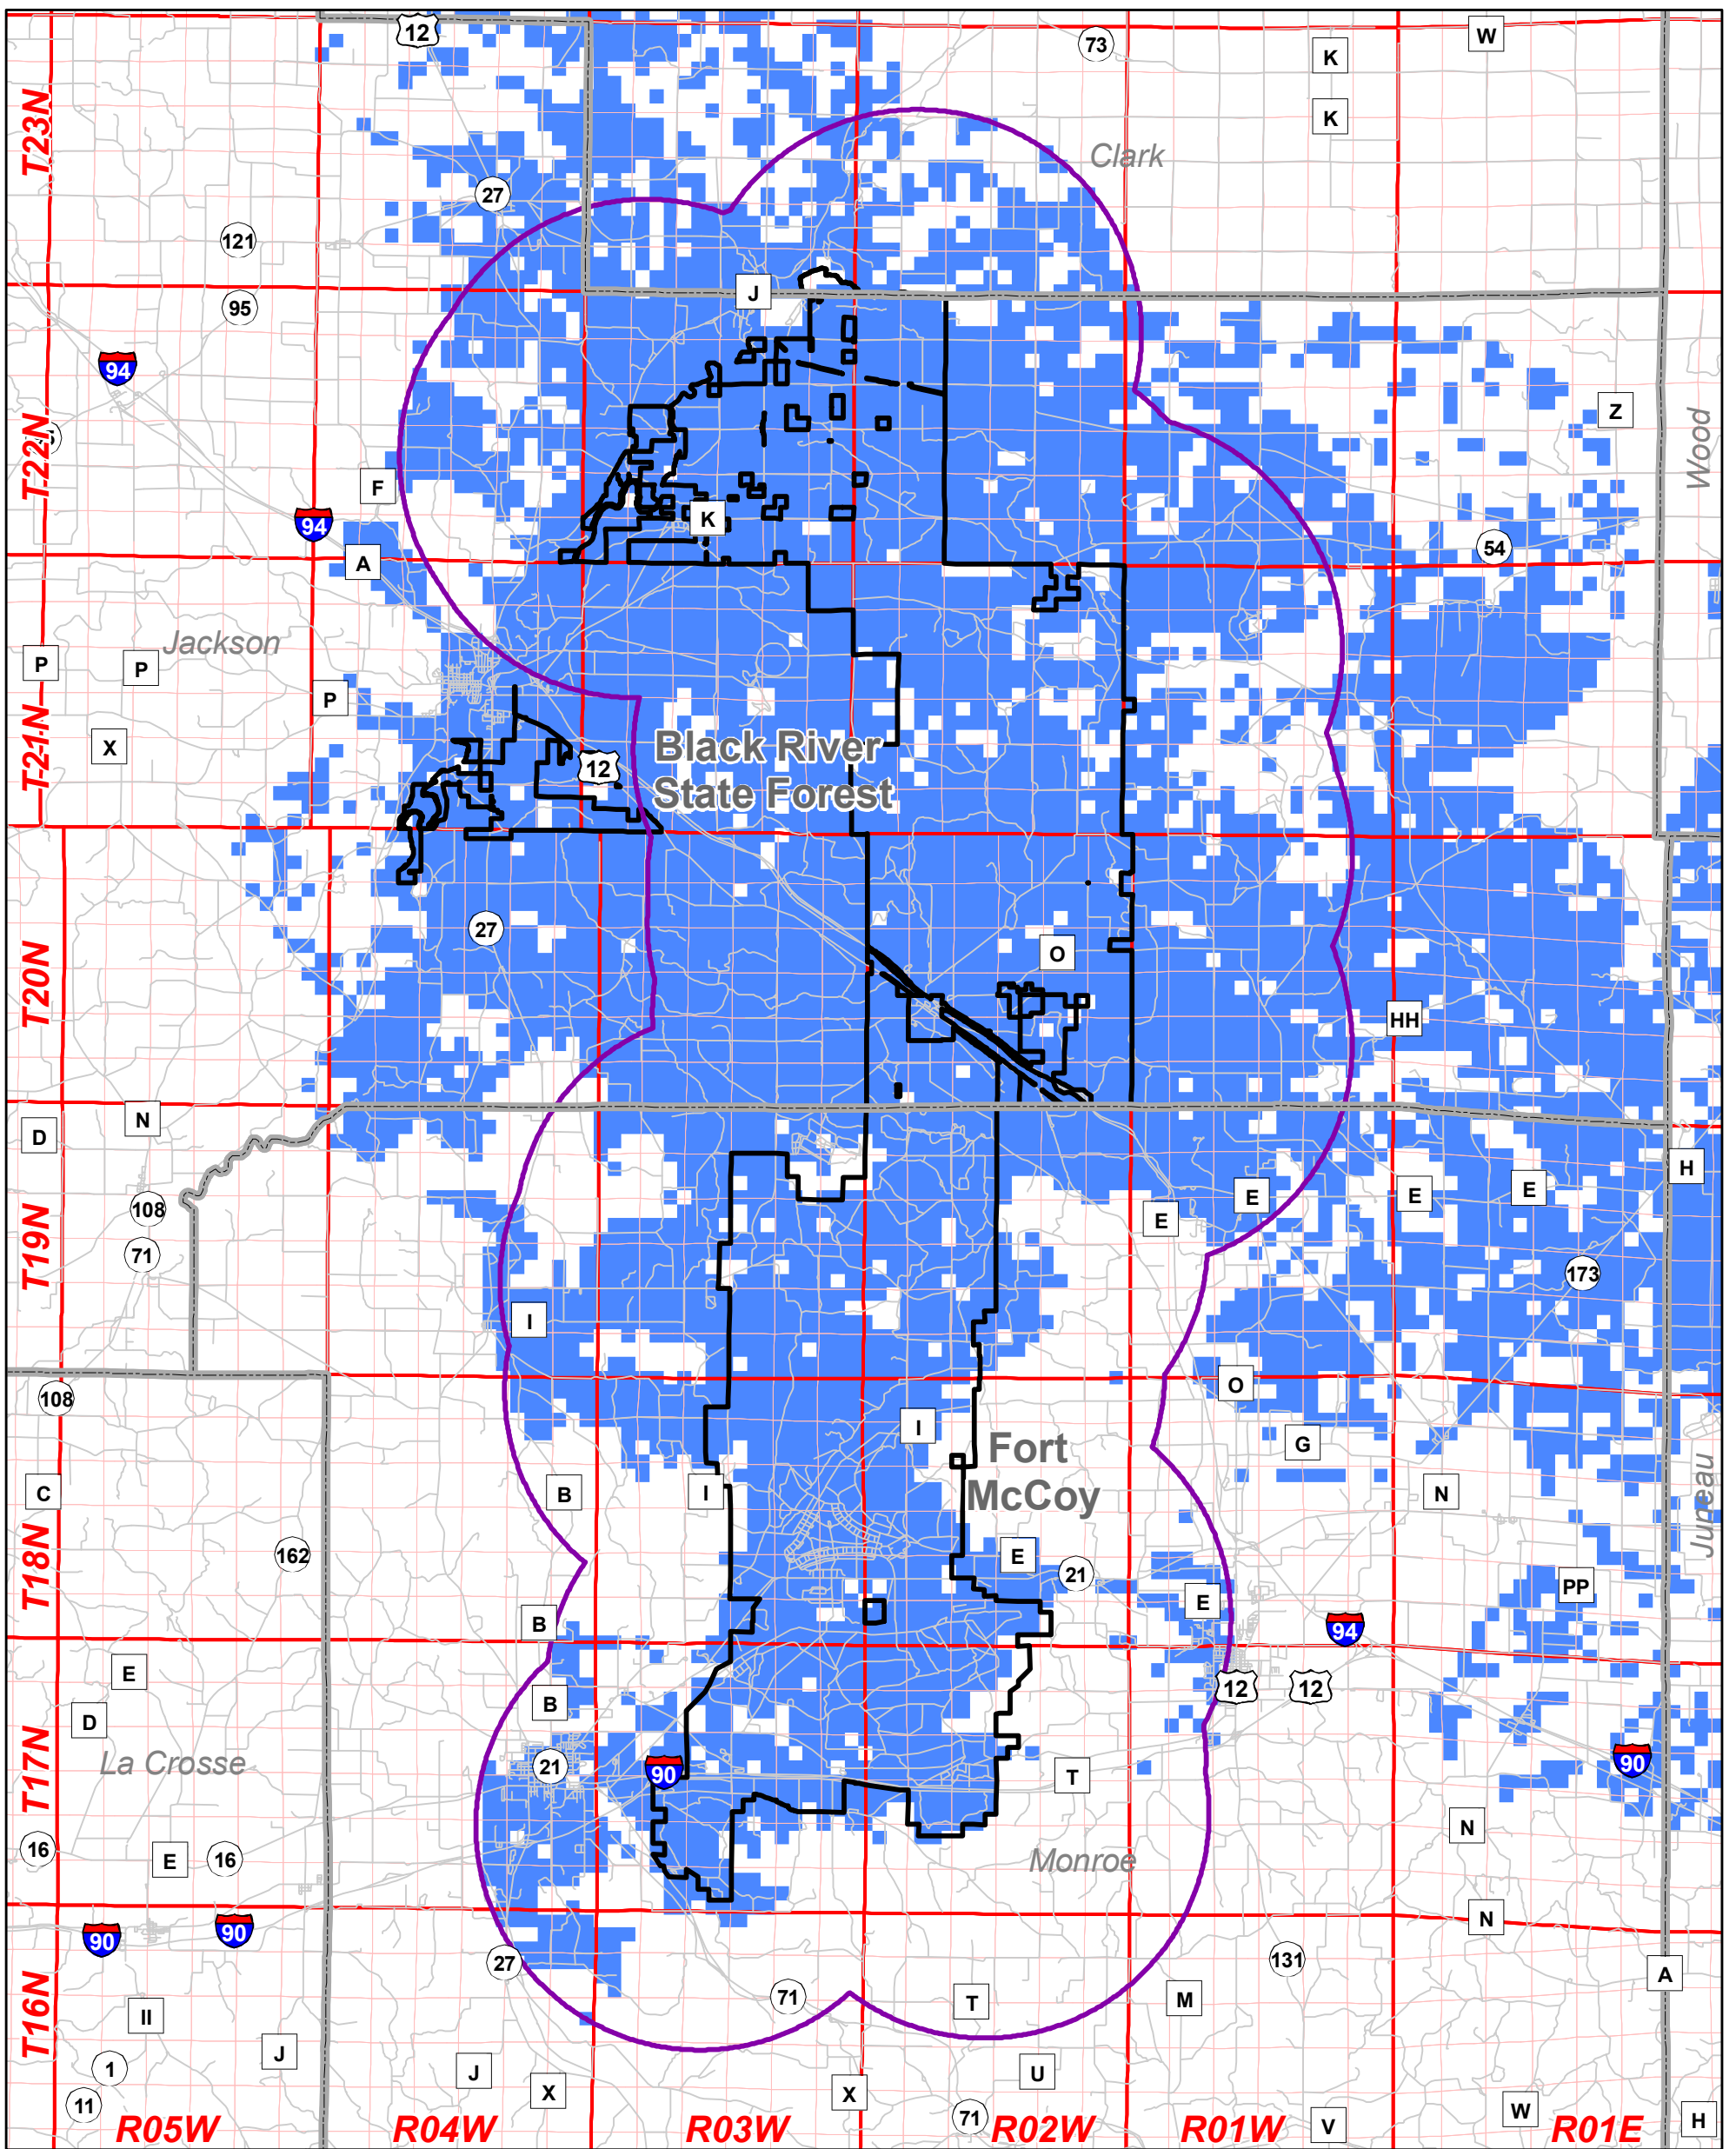 12
73
K
W
K
T23N
Clark
27
121
J
95
94
Z
Wood
T22N
F
K
94
54
A
Jackson
P
P
P
T21N
X
12
Black River
State Forest
27
O
T20N
HH
N
D
H
E
E
E
E
108
71
T19N
173
I
O
108
I
G
Fort
McCoy
C
B
I
N
Juneau
T18N
162
E
21
PP
E
B
94
E
B
12
12
D
T17N
La Crosse
21
90
T
90
16
E
16
N
Monroe
N
90
90
27
131
A
71
T
M
II
T16N
J
1
J
U
X
X
11
71
W
V
H
R05W
R04W
R03W
R02W
R01W
R01E